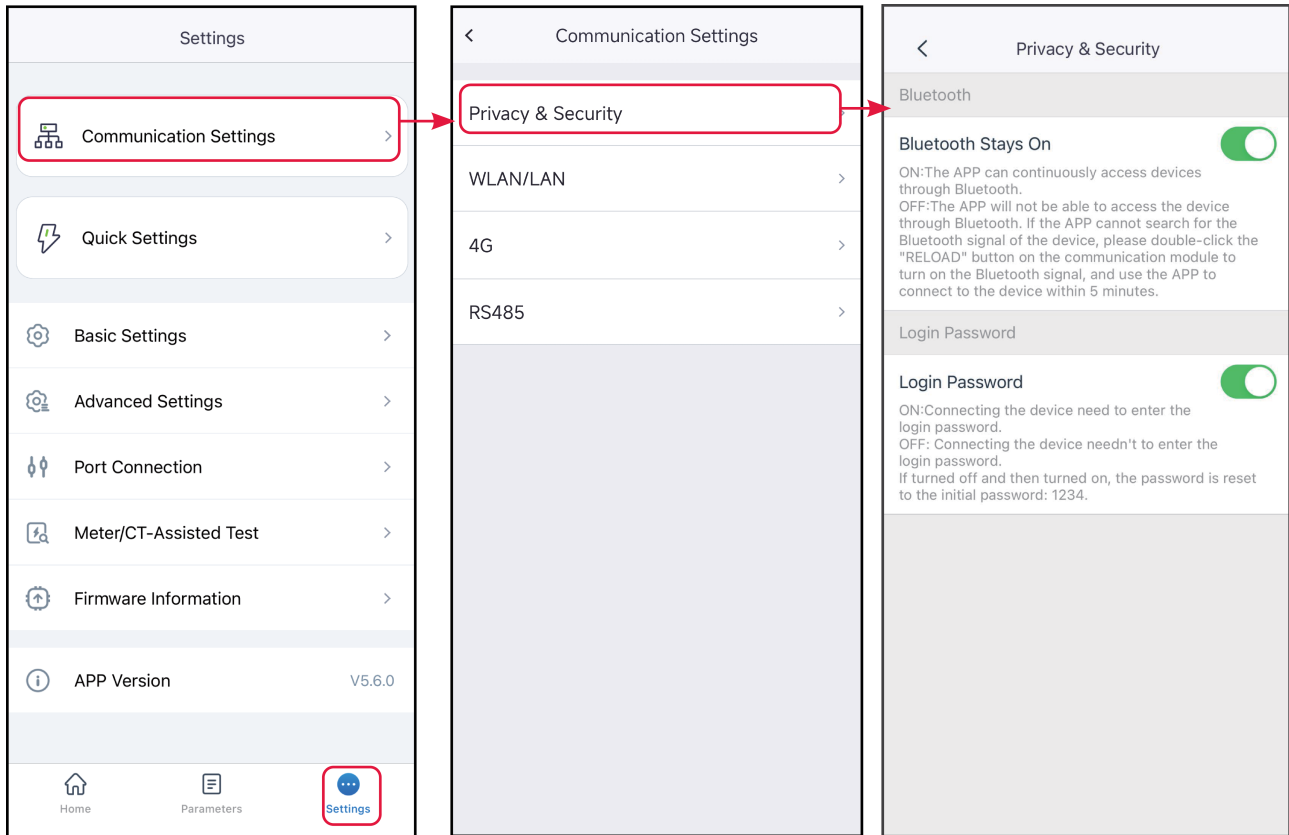 Settings
Communication Settings
Quick Settings
Basic Settings
Advanced Settings
Port Connection
Meter/CT-Assisted Test
Firmware Information
APP Version V5.6.0
Home Parameters Settings
Communication Settings
Privacy & Security
WLAN/LAN
4G
RS485
Privacy & Security
Bluetooth
Bluetooth Stays On
ON:The APP can continuously access devices
through Bluetooth.
OFF:The APP will not be able to access the device
through Bluetooth. If the APP cannot search for the
Bluetooth signal of the device, please double-click the
"RELOAD" button on the communication module to
turn on the Bluetooth signal, and use the APP to
connect to the device within 5 minutes.
Login Password
Login Password
ON:Connecting the device need to enter the
login password.
OFF: Connecting the device needn't to enter the
login password.
If turned off and then turned on, the password is reset
to the initial password: 1234.